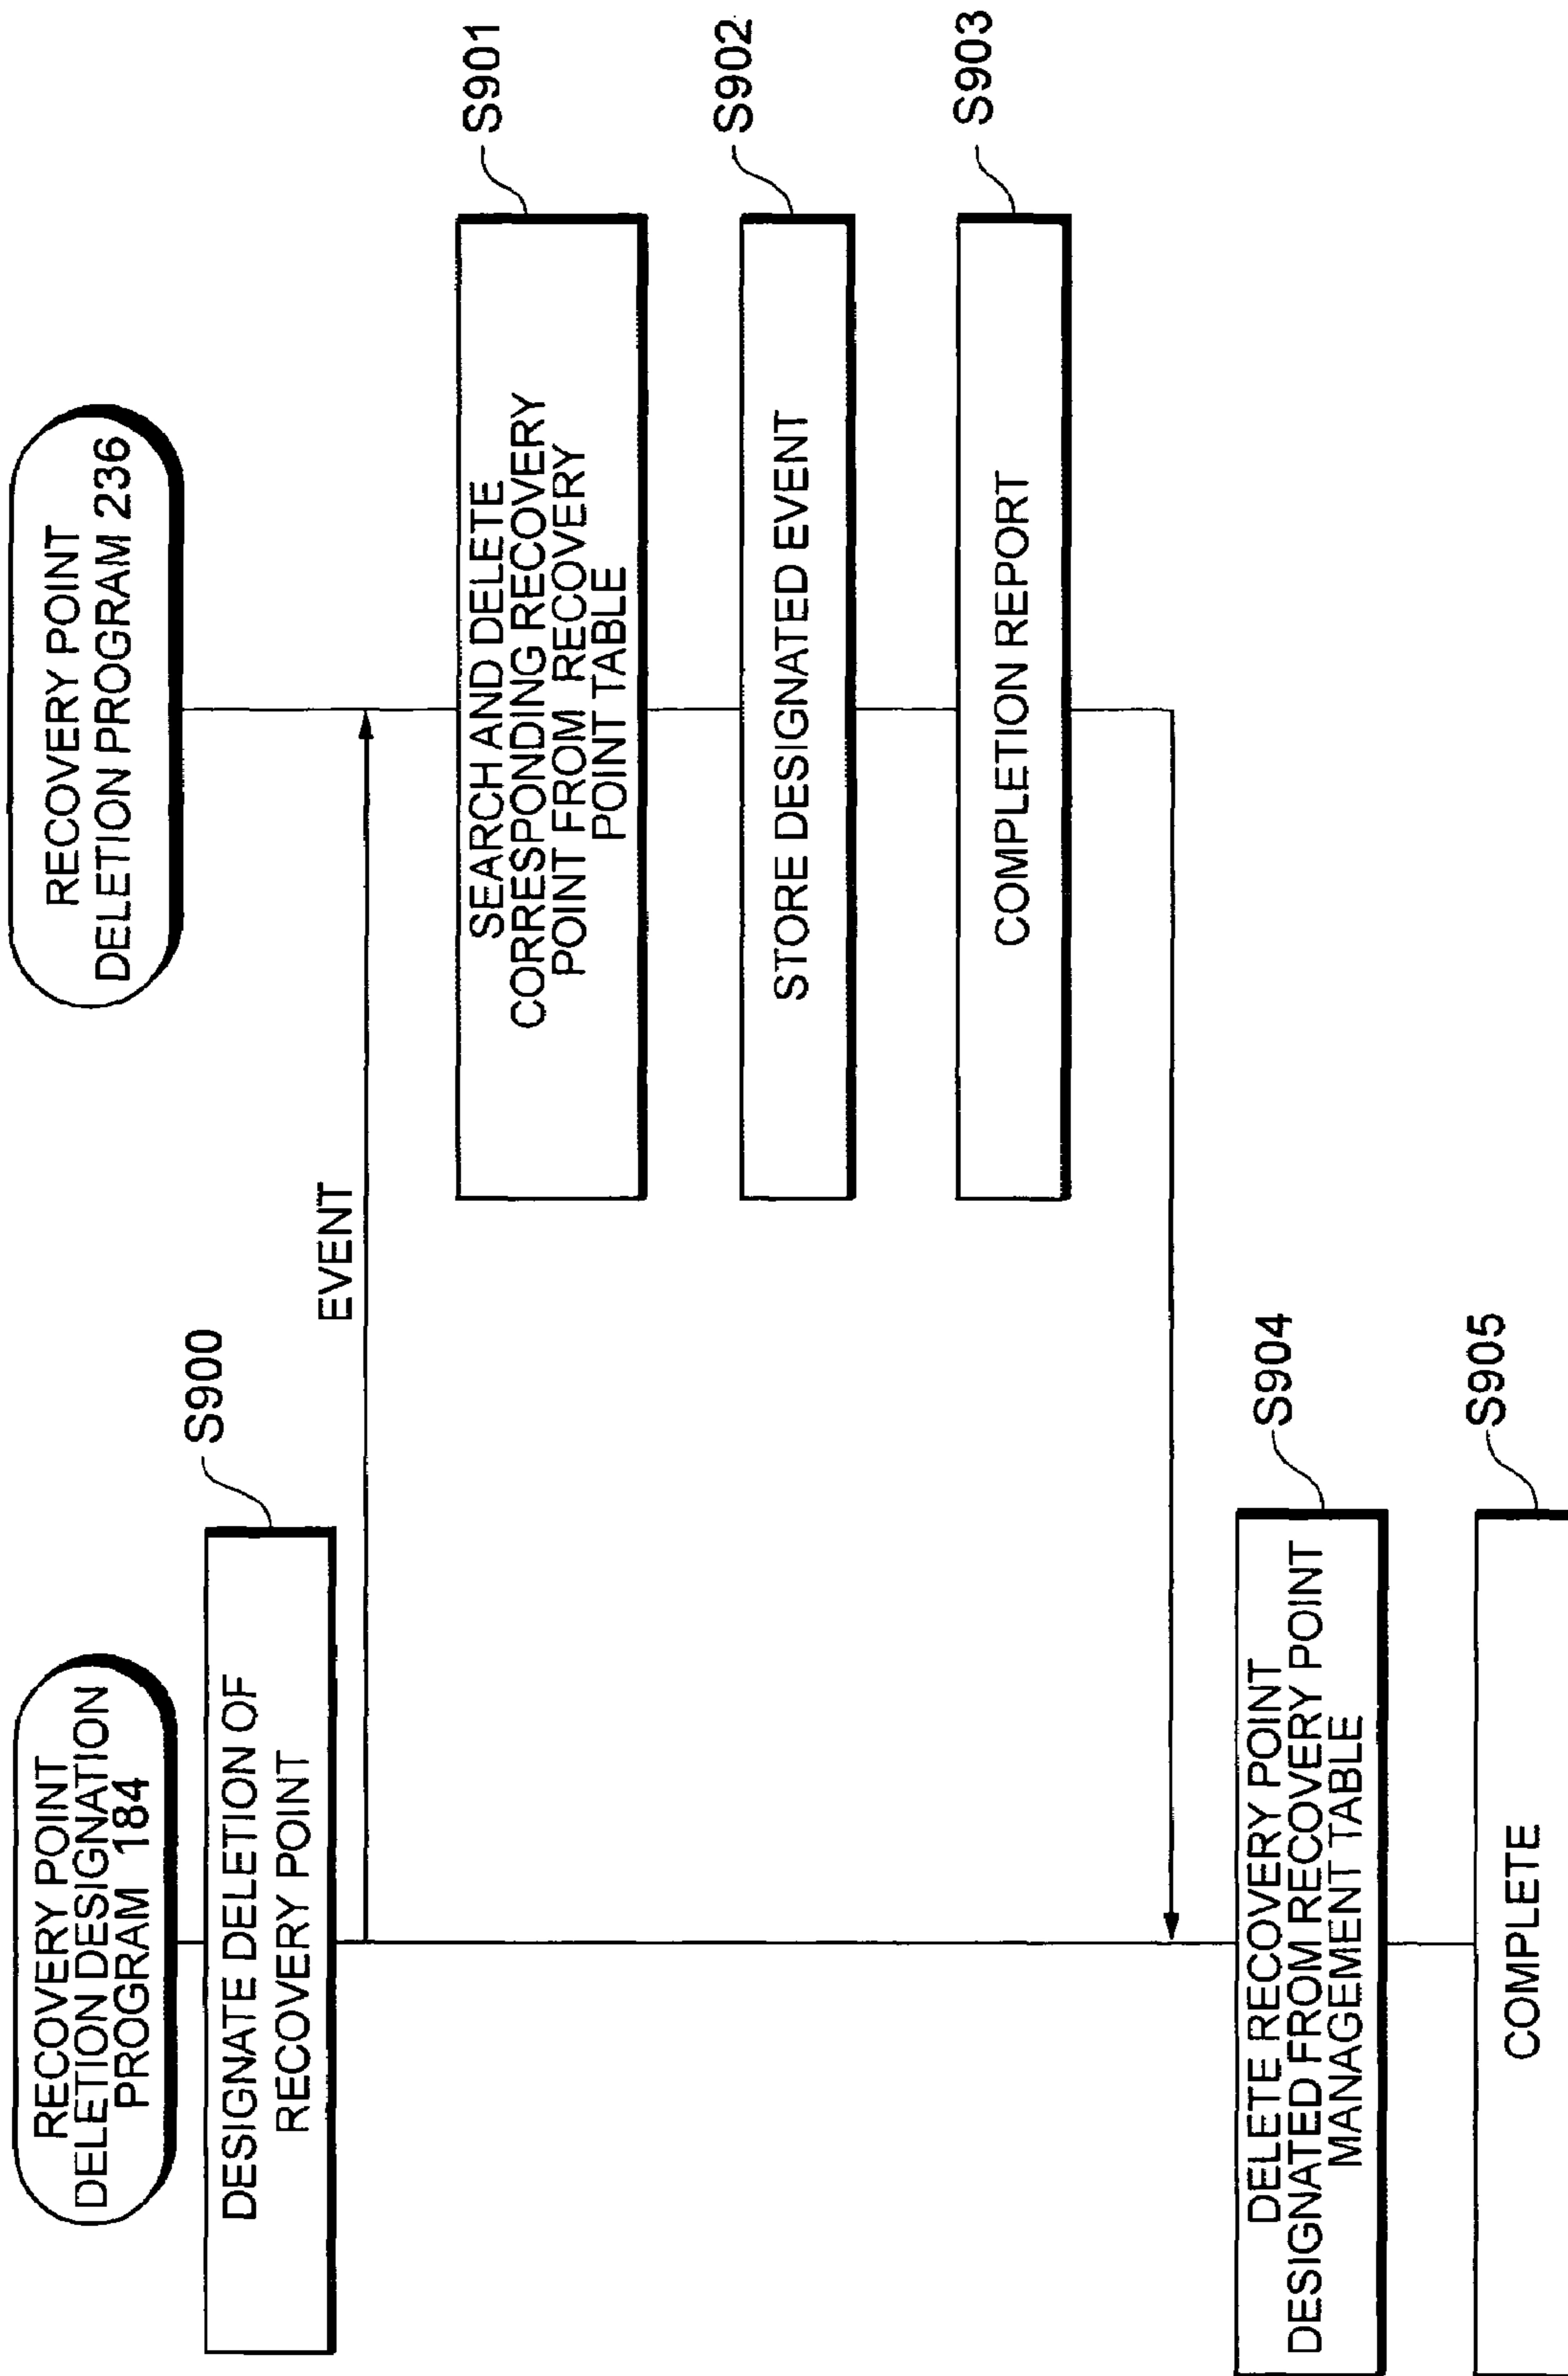 RECOVERY POINT
DELETION DESIGNATION
PROGRAM 184
S900
DESIGNATE DELETION OF
RECOVERY POINT
EVENT
RECOVERY POINT
DELETION PROGRAM 236
S901
SEARCH AND DELETE
CORRESPONDING RECOVERY
POINT FROM RECOVERY
POINT TABLE
S902
STORE DESIGNATED EVENT
S903
COMPLETION REPORT
S904
DELETE RECOVERY POINT
DESIGNATED FROM RECOVERY POINT
MANAGEMENT TABLE
S905
COMPLETE